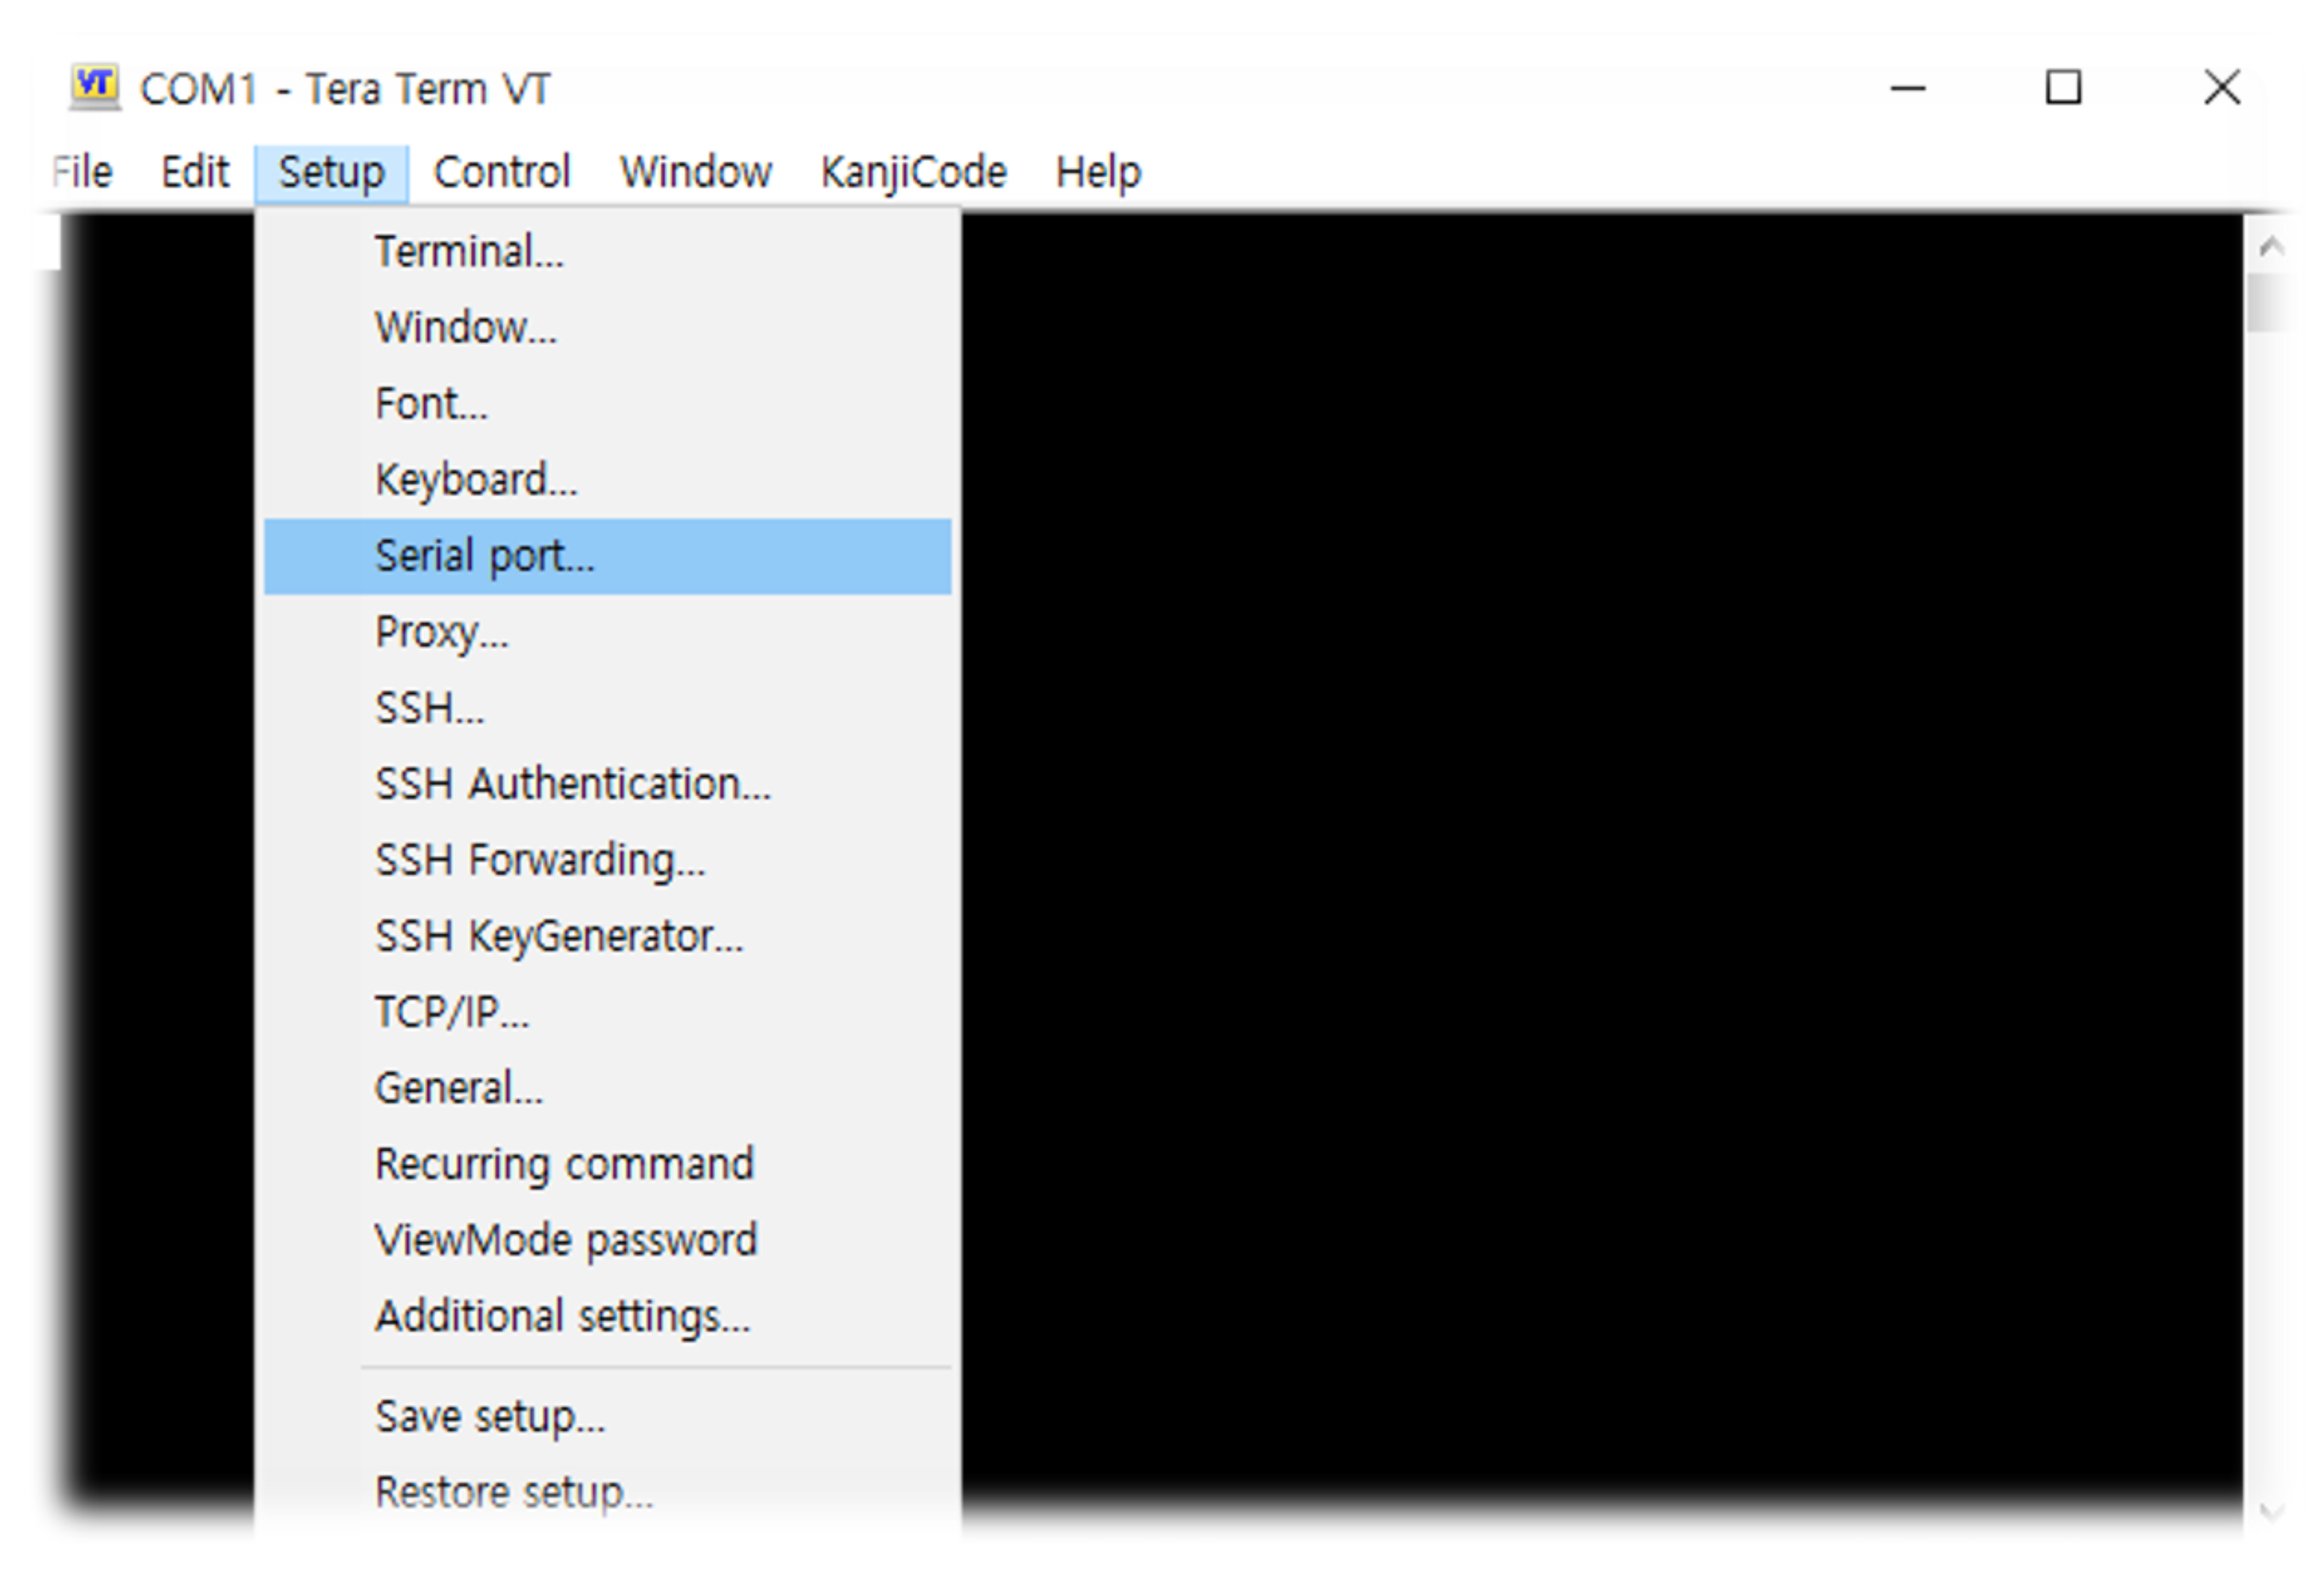 VT COM1 - Tera Term VT
File Edit Setup Control Window KanjiCode Help
Terminal...
Window...
Font...
Keyboard...
Serial port...
Proxy...
SSH...
SSH Authentication...
SSH Forwarding...
SSH KeyGenerator...
TCP/IP...
General...
Recurring command
ViewMode password
Additional settings...
Save setup...
Restore setup...